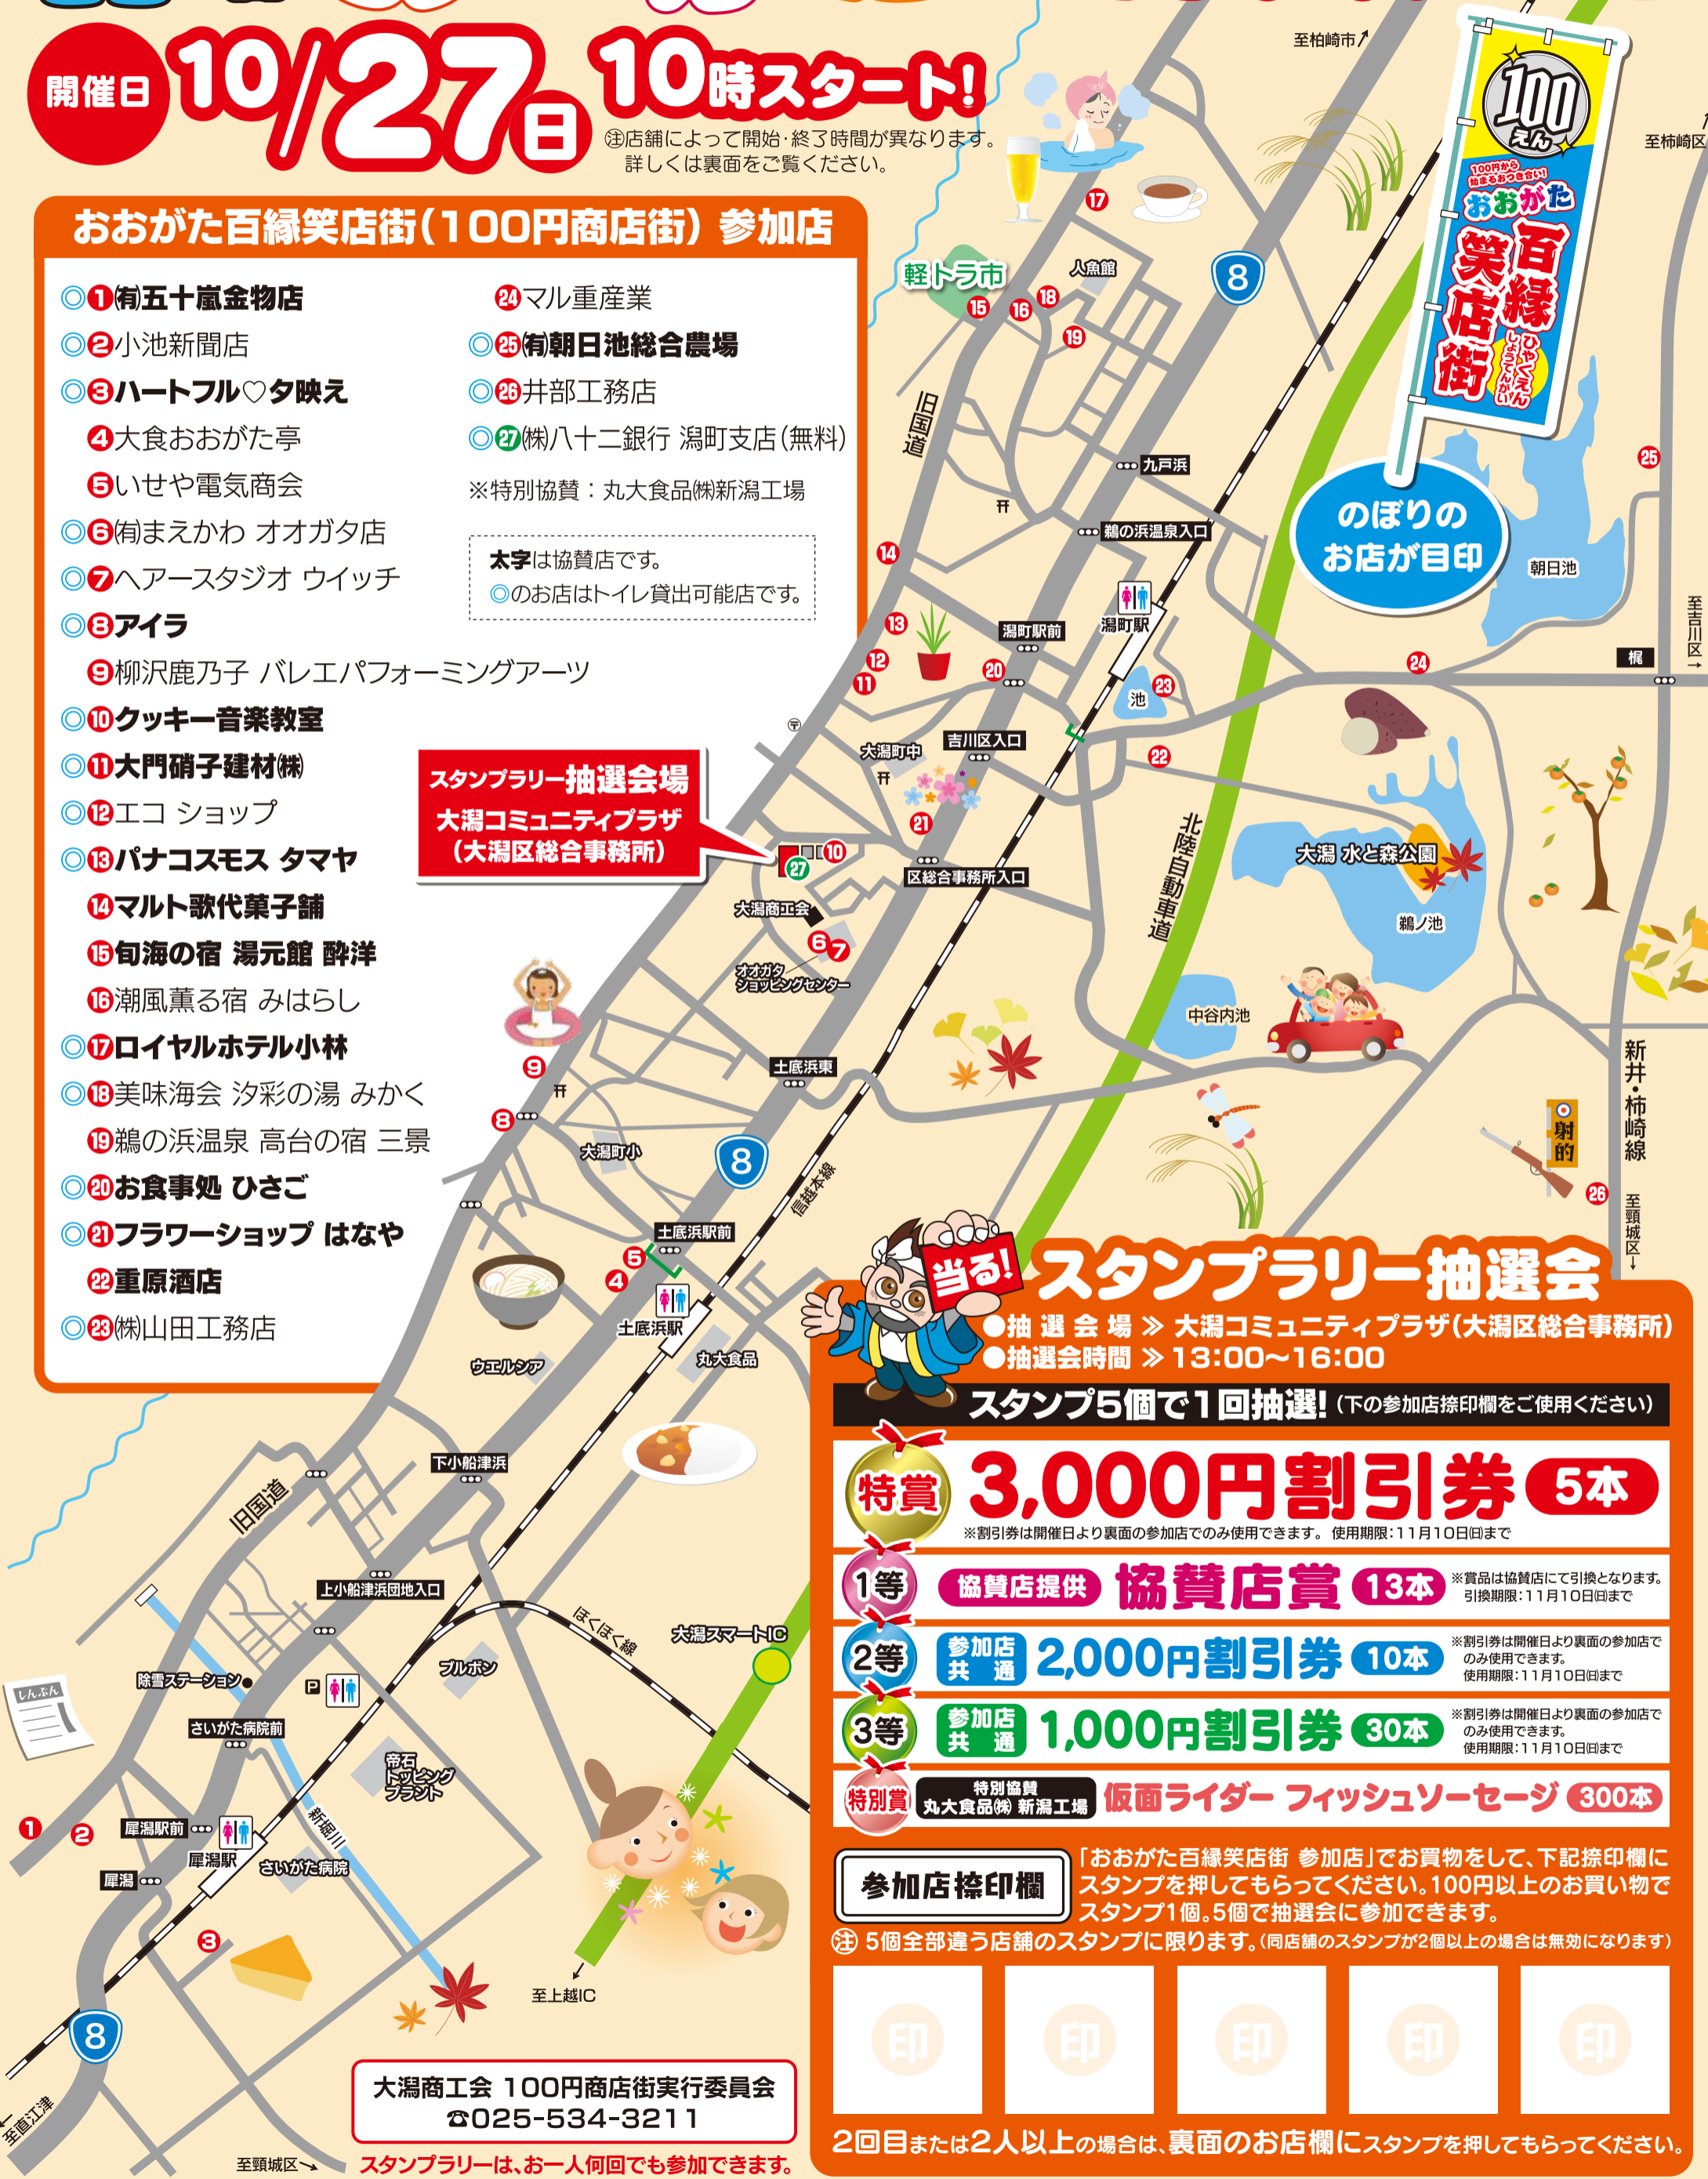 開催日
10/27日
10時スタート!
㊟店舗によって開始・終了時間が異なります。
詳しくは裏面をご覧ください。
おおがた百縁笑店街(100円商店街)参加店
◎❶㈲五十嵐金物店
◎❷小池新聞店
◎❸ハートフル♡夕映え
❹大食おおがた亭
❺いせや電気商会
◎❻㈲まえかわ オオガタ店
◎❼ヘアースタジオ ウイッチ
◎❽アイラ
❾柳沢鹿乃子 バレエパフォーミングアーツ
◎❿クッキー音楽教室
◎⓫大門硝子建材㈱
◎⓬エコ ショップ
◎⓭パナコスモス タマヤ
⓮マルト歌代菓子舗
⓯旬海の宿 湯元館 酔洋
⓰潮風薫る宿 みはらし
◎⓱ロイヤルホテル小林
◎⓲美味海会 汐彩の湯 みかく
⓳鵜の浜温泉 高台の宿 三景
◎⓴お食事処 ひさご
◎㉑フラワーショップ はなや
㉒重原酒店
◎㉓㈱山田工務店
㉔マル重産業
◎㉕㈲朝日池総合農場
◎㉖井部工務店
◎㉗㈱八十二銀行 潟町支店(無料)
※特別協賛：丸大食品㈱新潟工場
太字は協賛店です。
◎のお店はトイレ貸出可能店です。
スタンプラリー抽選会場
大潟コミュニティプラザ
(大潟区総合事務所)
至柏崎市
至柿崎区
100
えん
100円から
始まるおつき合い!
おおがた
百縁
笑店街
ひゃくえん
しょうてんがい
のぼりの
お店が目印
17
軽トラ市
人魚館
8
15
16
18
19
旧国道
九戸浜
25
鵜の浜温泉入口
14
朝日池
至吉川区→
潟町駅
13
潟町駅前
12
11
20
24
梶
池
23
〒
大潟町中
吉川区入口
22
21
北陸自動車道
大潟 水と森公園
鵜ノ池
10
27
区総合事務所入口
大潟商工会
6
7
オオガタ
ショッピングセンター
中谷内池
新井・柿崎線
9
土底浜東
8
大潟町小
8
信越本線
射的
26
至頸城区→
土底浜駅前
5
4
土底浜駅
ウエルシア
丸大食品
下小船津浜
旧国道
上小船津浜団地入口
ほくほく線
大潟スマートIC
ブルボン
除雪ステーション
P
しんぶん
さいがた病院前
帝石
トッピング
プラント
新堀川
1
2
犀潟駅前
犀潟駅
さいがた病院
犀潟
3
至上越IC
8
至直江津
至頸城区
大潟商工会 100円商店街実行委員会
☎025-534-3211
スタンプラリーは、お一人何回でも参加できます。
当る!
スタンプラリー抽選会
●抽選会場≫大潟コミュニティプラザ(大潟区総合事務所)
●抽選会時間≫13:00〜16:00
スタンプ5個で1回抽選!(下の参加店捺印欄をご使用ください)
特賞
3,000円割引券 5本
※割引券は開催日より裏面の参加店でのみ使用できます。 使用期限：11月10日㈰まで
1等 協賛店提供 協賛店賞 13本
※賞品は協賛店にて引換となります。
引換期限：11月10日㈰まで
2等 参加店共通 2,000円割引券 10本
※割引券は開催日より裏面の参加店で
のみ使用できます。
使用期限：11月10日㈰まで
3等 参加店共通 1,000円割引券 30本
※割引券は開催日より裏面の参加店で
のみ使用できます。
使用期限：11月10日㈰まで
特別賞 特別協賛 丸大食品㈱ 新潟工場 仮面ライダー フィッシュソーセージ 300本
参加店捺印欄
「おおがた百縁笑店街 参加店」でお買物をして、下記捺印欄に
スタンプを押してもらってください。100円以上のお買い物で
スタンプ1個。5個で抽選会に参加できます。
㊟ 5個全部違う店舗のスタンプに限ります。(同店舗のスタンプが2個以上の場合は無効になります)
印 印 印 印 印
2回目または2人以上の場合は、裏面のお店欄にスタンプを押してもらってください。